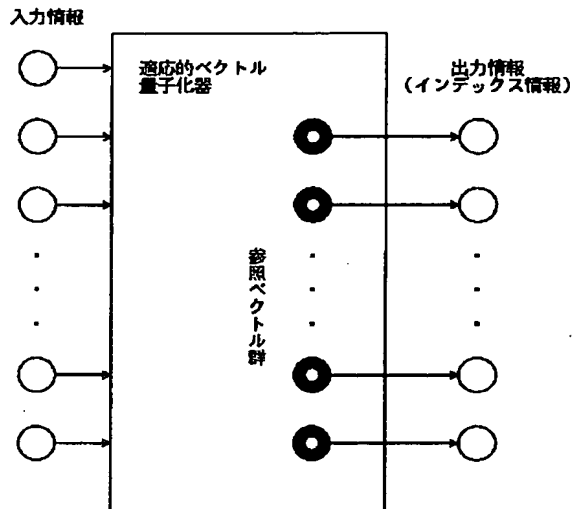 入力情報
適応的ベクトル
量子化器
出力情報
(インデックス情報)
参照ベクトル群